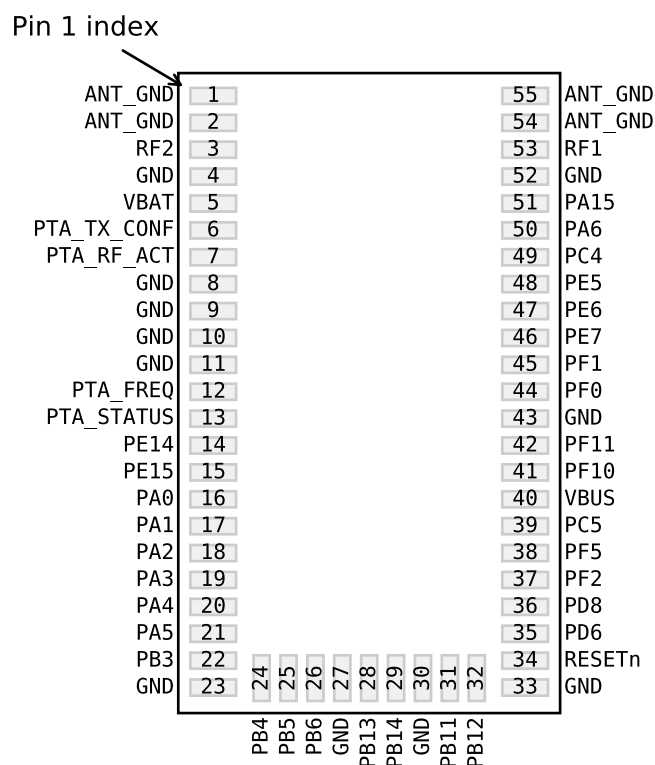 Pin 1 index
ANT_GND 1 55 ANT_GND
ANT_GND 2 54 ANT_GND
RF2 3 53 RF1
GND 4 52 GND
VBAT 5 51 PA15
PTA_TX_CONF 6 50 PA6
PTA_RF_ACT 7 49 PC4
GND 8 48 PE5
GND 9 47 PE6
GND 10 46 PE7
GND 11 45 PF1
PTA_FREQ 12 44 PF0
PTA_STATUS 13 43 GND
PE14 14 42 PF11
PE15 15 41 PF10
PA0 16 40 VBUS
PA1 17 39 PC5
PA2 18 38 PF5
PA3 19 37 PF2
PA4 20 36 PD8
PA5 21 35 PD6
PB3 22 34 RESETn
GND 23 33 GND
24 25 26 27 28 29 30 31 32
PB4 PB5 PB6 GND PB13 PB14 GND PB11 PB12